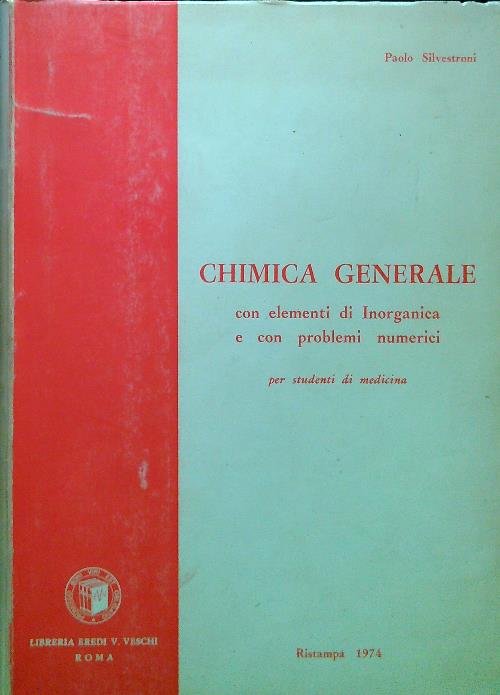 Paolo Silvestroni
CHIMICA GENERALE
con elementi di Inorganica
e con problemi numerici
per studenti di medicina
LIBRERIA EREDI V. VESCHI
ROMA
Ristampa 1974